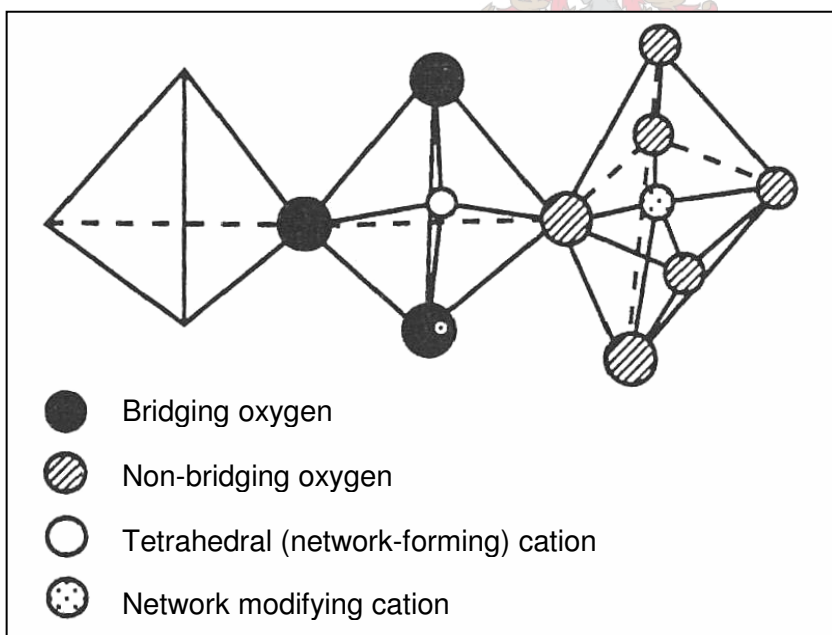 Bridging oxygen
Non-bridging oxygen
Tetrahedral (network-forming) cation
Network modifying cation